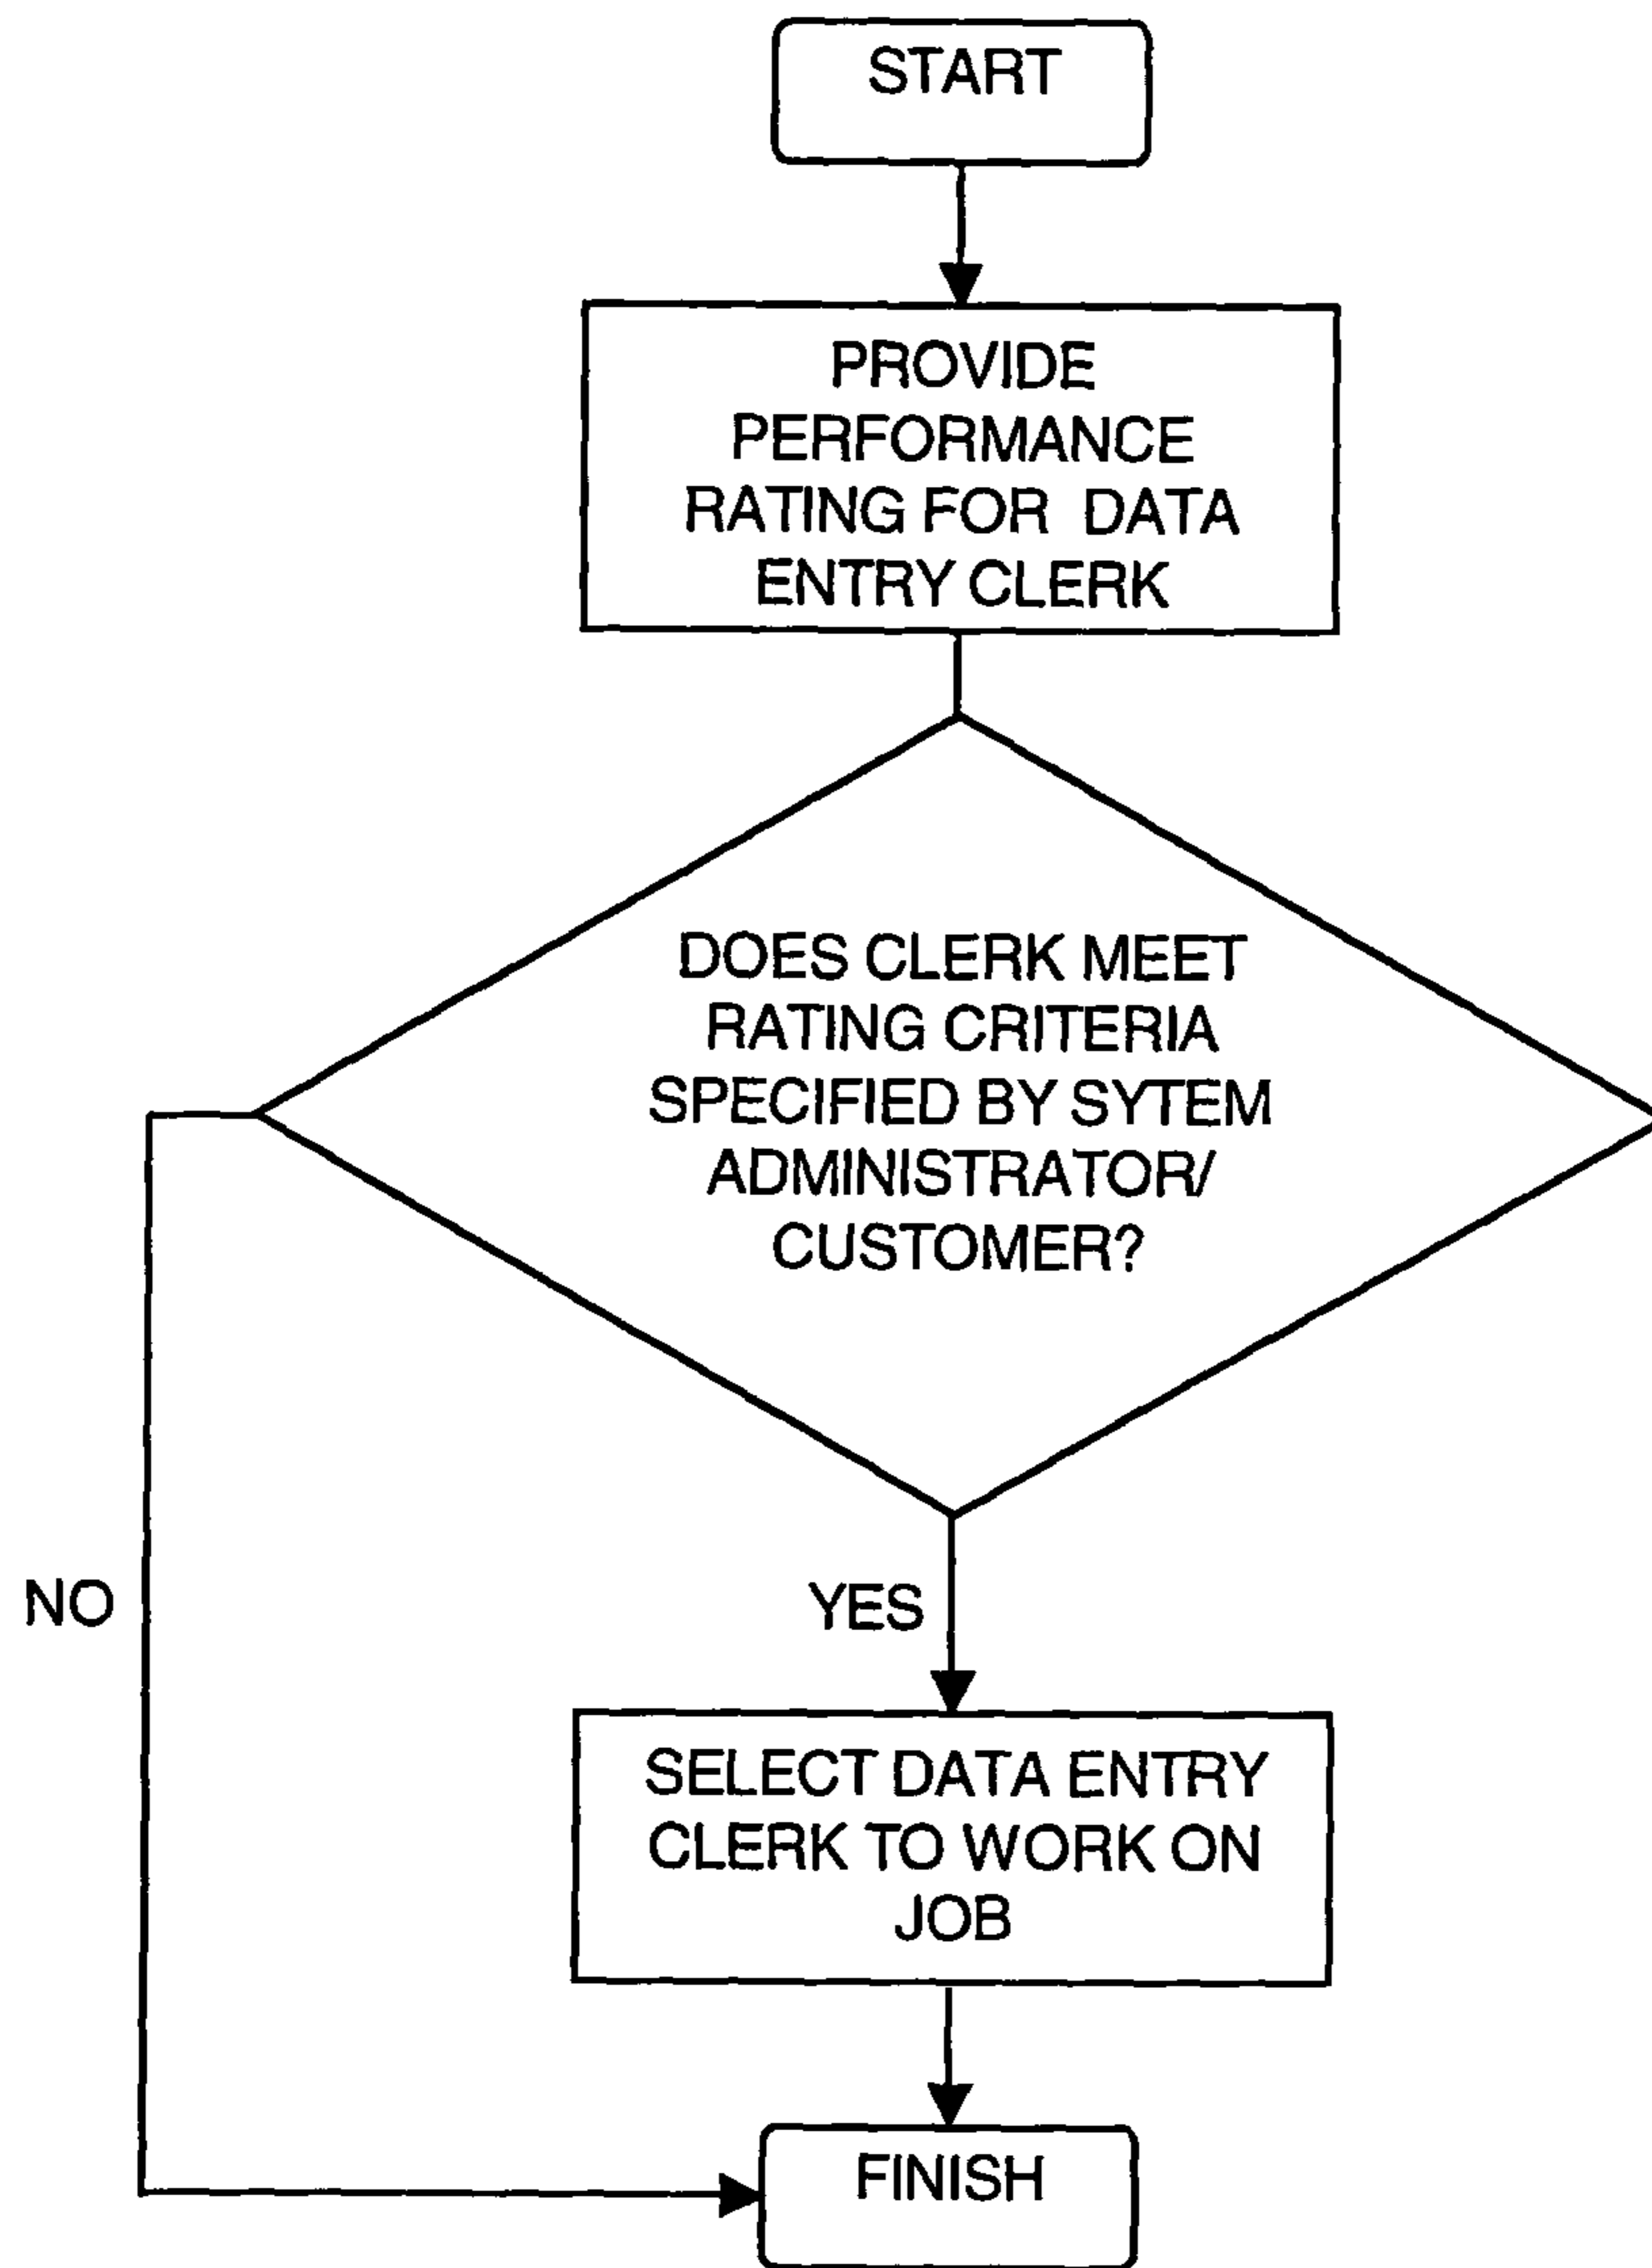 START
PROVIDE
PERFORMANCE
RATING FOR DATA
ENTRY CLERK
DOES CLERK MEET
RATING CRITERIA
SPECIFIED BY SYTEM
ADMINISTRATOR/
CUSTOMER?
NO
YES
SELECT DATA ENTRY
CLERK TO WORK ON
JOB
FINISH